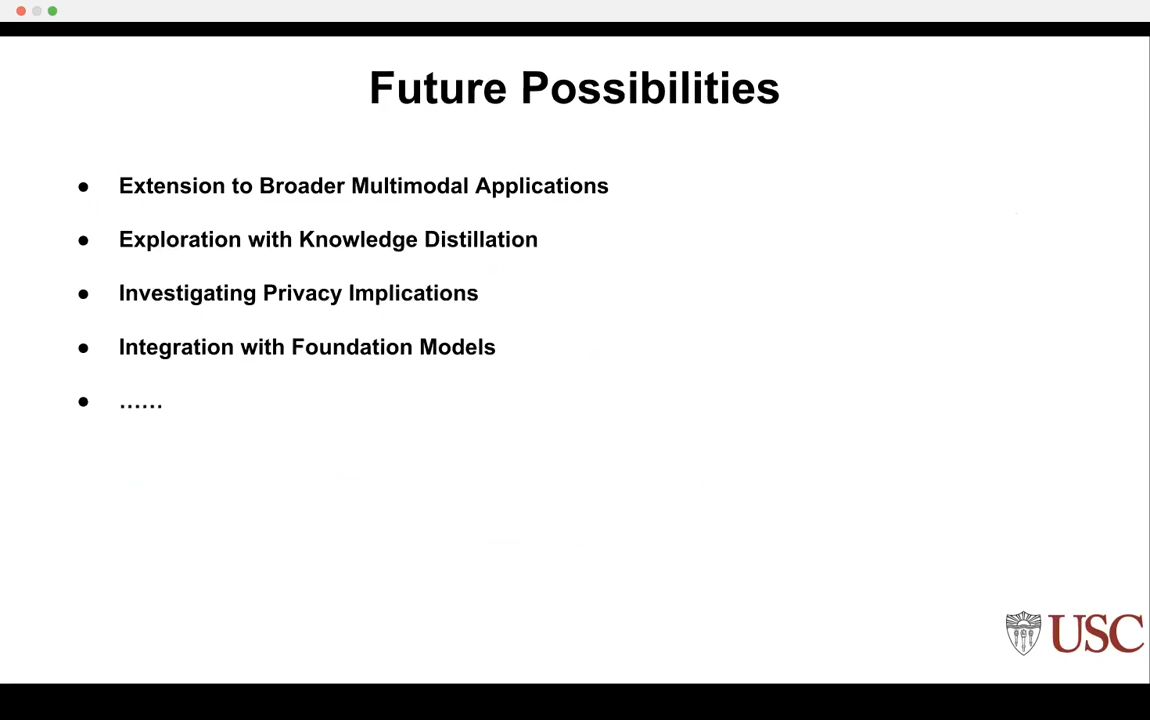 Future Possibilities
● Extension to Broader Multimodal Applications
● Exploration with Knowledge Distillation
● Investigating Privacy Implications
● Integration with Foundation Models
● ......
USC